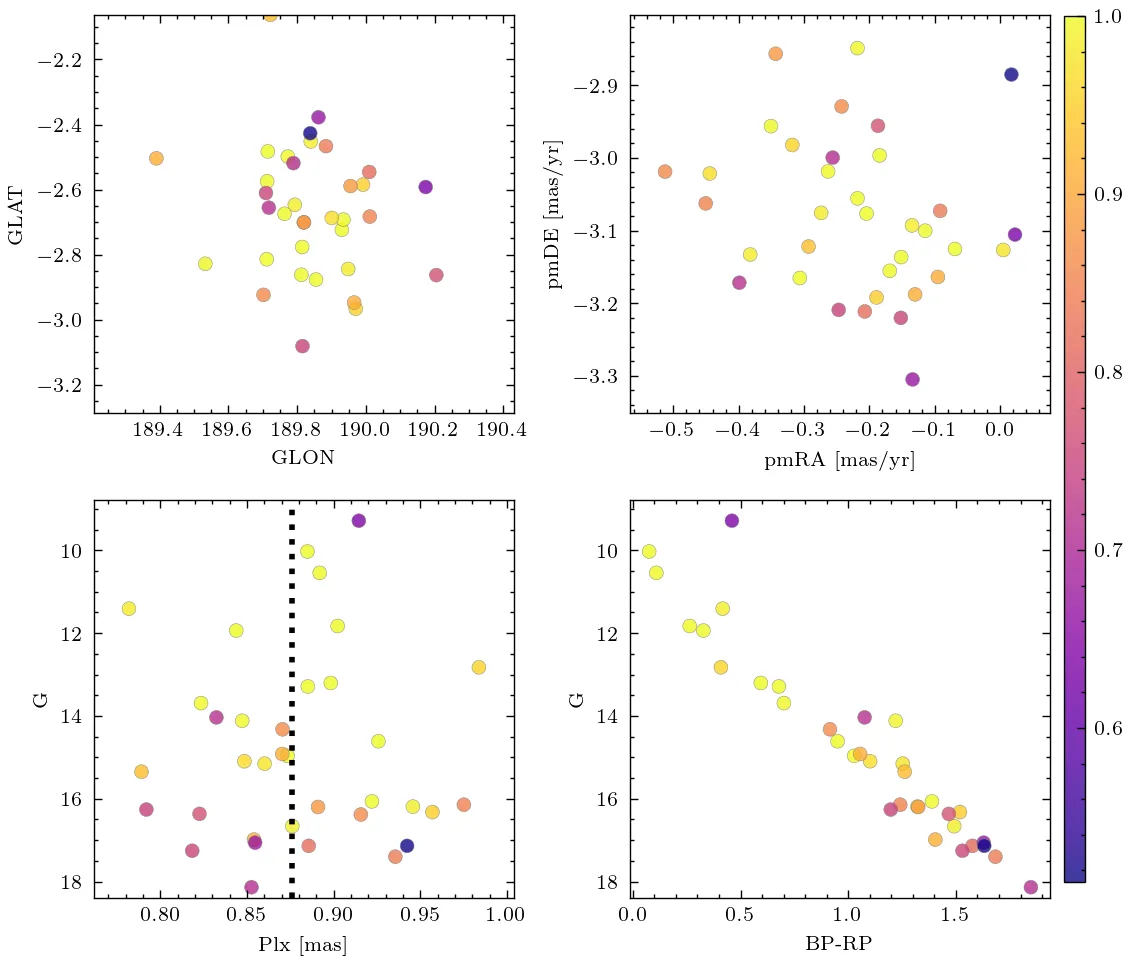 −2.2
−2.4
−2.6
−2.8
−3.0
−3.2
GLAT
189.4 189.6 189.8 190.0 190.2 190.4
GLON
−2.9
−3.0
−3.1
−3.2
−3.3
pmDE [mas/yr]
−0.5 −0.4 −0.3 −0.2 −0.1 0.0
pmRA [mas/yr]
1.0
0.9
0.8
0.7
0.6
10
12
14
16
18
G
0.80 0.85 0.90 0.95 1.00
Plx [mas]
10
12
14
16
18
G
0.0 0.5 1.0 1.5
BP-RP